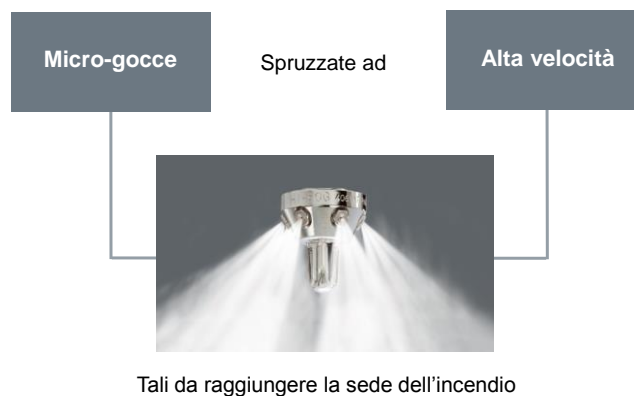 Micro-gocce
Spruzzate ad
Alta velocità
Tali da raggiungere la sede dell'incendio